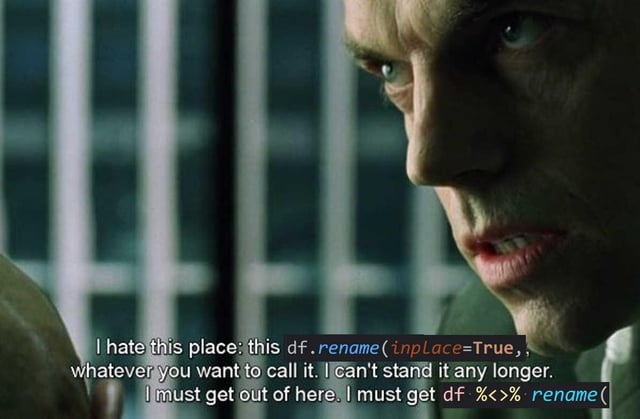 I hate this place: this df.rename(inplace=True,,
whatever you want to call it. I can't stand it any longer.
I must get out of here. I must get df %<>% rename(